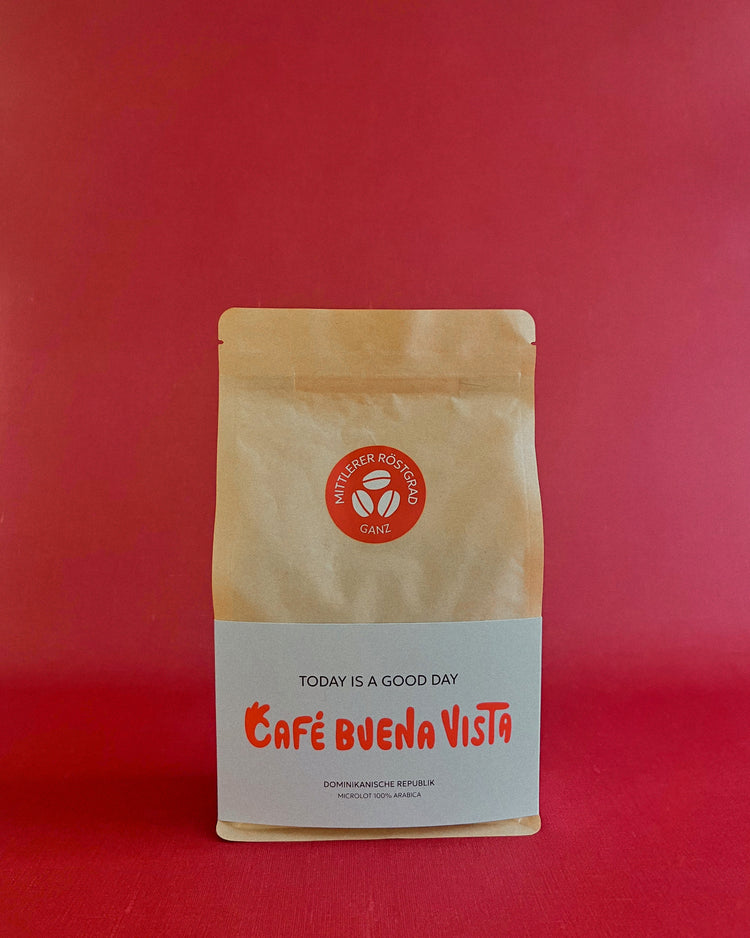 MITTLERER RÖSTGRAD
GANZ
TODAY IS A GOOD DAY
CAFÉ BUENA VISTA
DOMINIKANISCHE REPUBLIK
MICROLOT 100% ARABICA